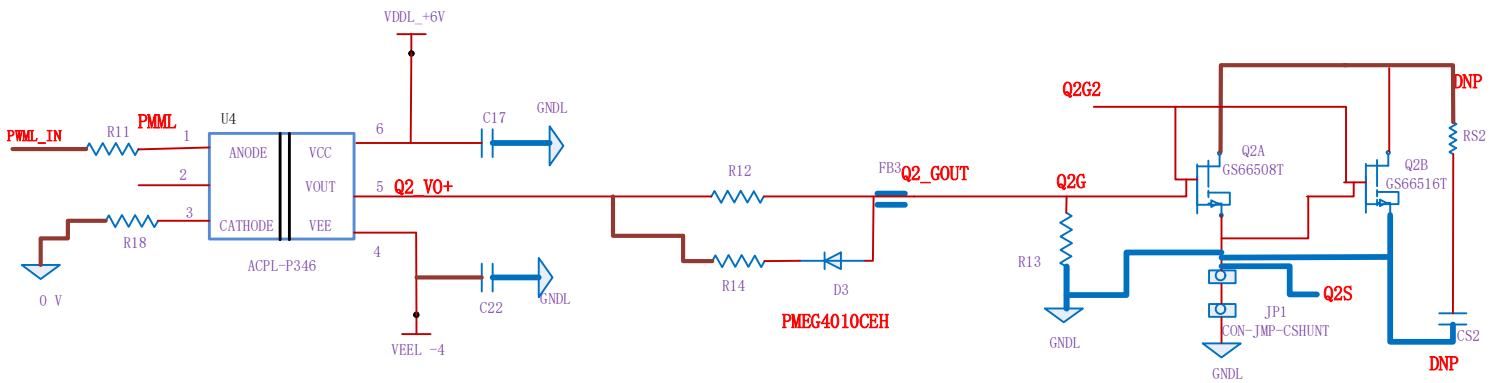 VDDL_+6V
PWML_IN
R11
PMML
1
U4
ANODE
VCC
6
C17
GNDL
2
VOUT
5
Q2_VO+
3
CATHODE
VEE
4
R18
0 V
ACPL-P346
C22
GNDL
VEEL -4
R12
R14
D3
PMEG4010CEH
FB3
Q2_GOUT
Q2G2
Q2G
R13
GNDL
Q2A
GS66508T
Q2B
GS66516T
DNP
RS2
Q2S
JP1
CON-JMP-CSHUNT
GNDL
CS2
DNP